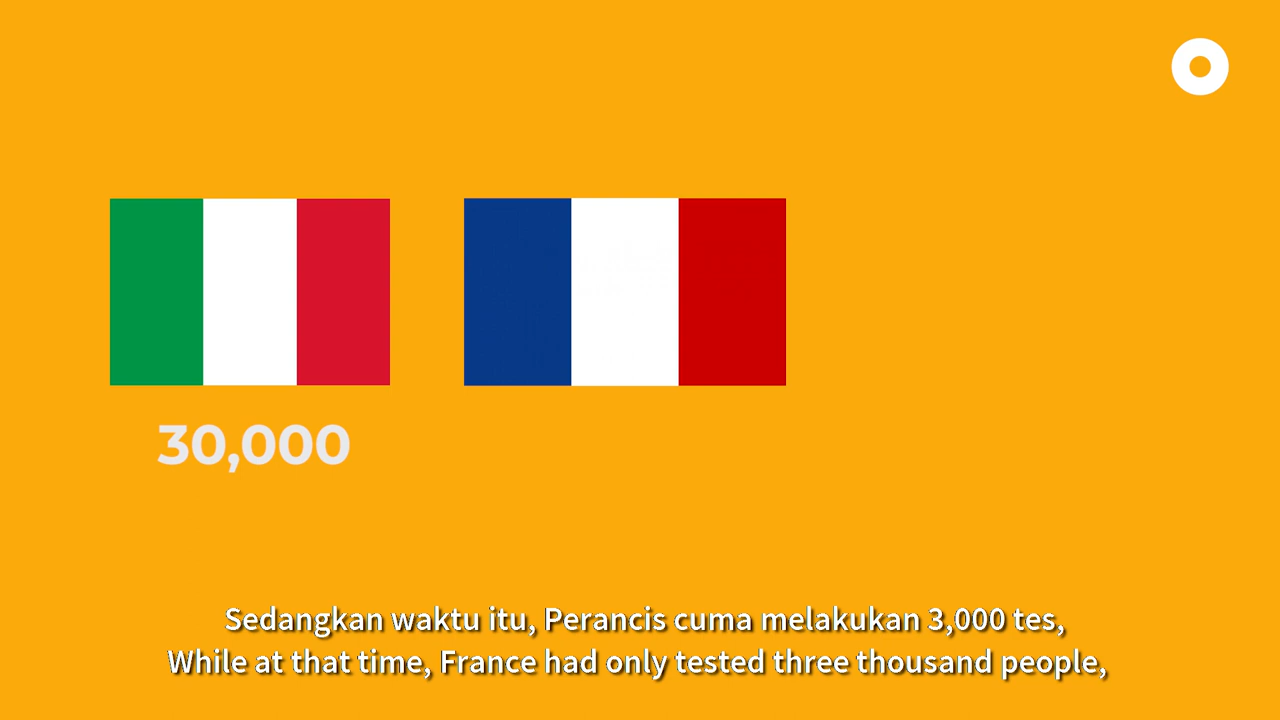 30,000
Sedangkan waktu itu, Perancis cuma melakukan 3,000 tes,
While at that time, France had only tested three thousand people,